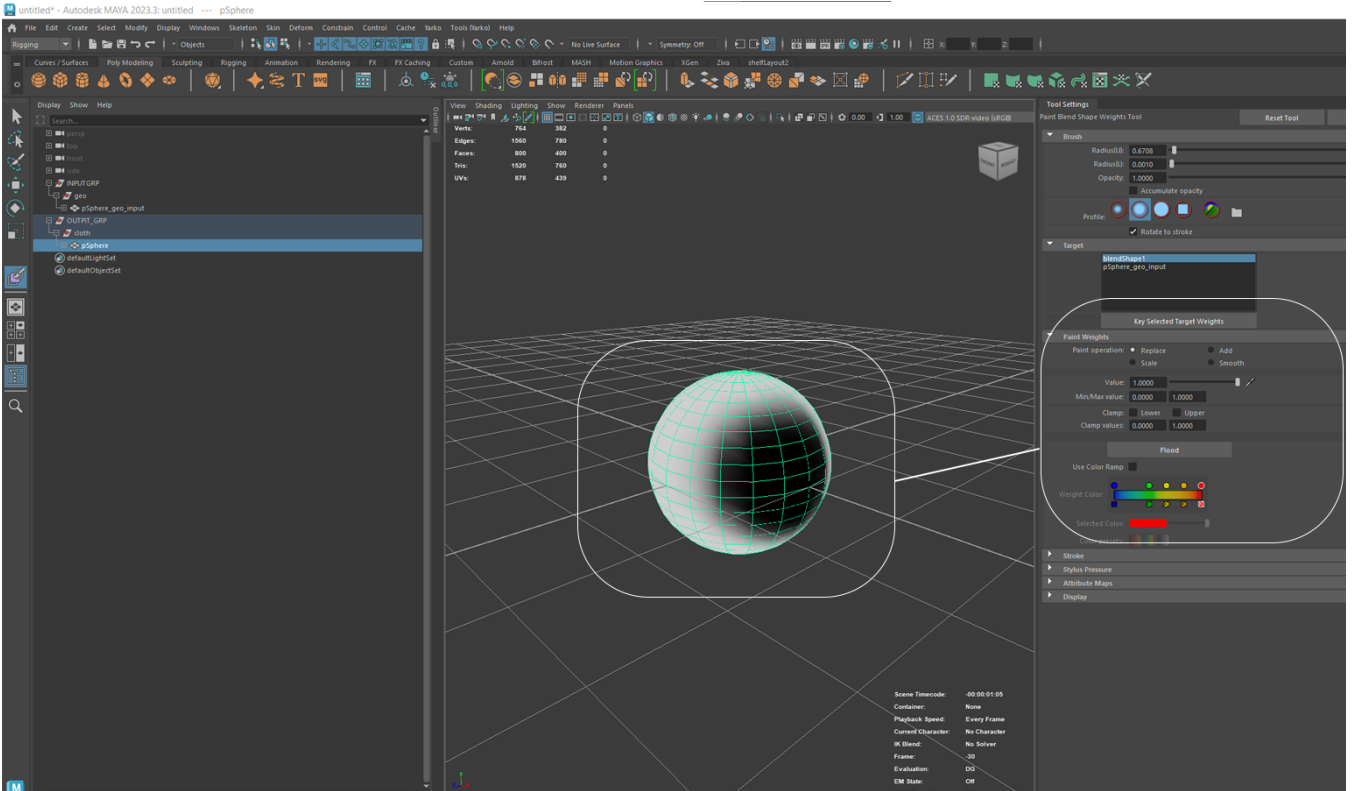 untitled* - Autodesk MAYA 2023.3: untitled --- pSphere
File Edit Create Select Modify Display Windows Skeleton Skin Deform Constrain Control Cache Yarko Tools (Yarko) Help
Rigging Objects No Live Surface Symmetry: Off X: Y: Z:
Curves / Surfaces Poly Modeling Sculpting Rigging Animation Rendering FX FX Caching Custom Arnold Bifrost MASH Motion Graphics XGen Ziva shelfLayout2
T SVG
Display Show Help
Search...
Outliner
persp
top
front
side
INPUTGRP
geo
pSphere_geo_input
OUTPIT_GRP
cloth
pSphere
defaultLightSet
defaultObjectSet
View Shading Lighting Show Renderer Panels
0.00 1.00 ACES 1.0 SDR-video (sRGB)
Verts: 764 382 0
Edges: 1560 780 0
Faces: 800 400 0
Tris: 1520 760 0
UVs: 878 439 0
FRONT
Scene Timecode: -00:00:01:05
Container: None
Playback Speed: Every Frame
Current Character: No Character
IK Blend: No Solver
Frame: -30
Evaluation: DG
EM State: Off
Tool Settings
Paint Blend Shape Weights Tool Reset Tool
Brush
Radius(U): 0.6708
Radius(L): 0.0010
Opacity: 1.0000
Accumulate opacity
Profile:
Rotate to stroke
Target
blendShape1
pSphere_geo_input
Key Selected Target Weights
Paint Weights
Paint operation: Replace Add
Scale Smooth
Value: 1.0000
Min/Max value: 0.0000 1.0000
Clamp: Lower Upper
Clamp values: 0.0000 1.0000
Flood
Use Color Ramp
Weight Color:
Selected Color:
Color presets:
Stroke
Stylus Pressure
Attribute Maps
Display
M